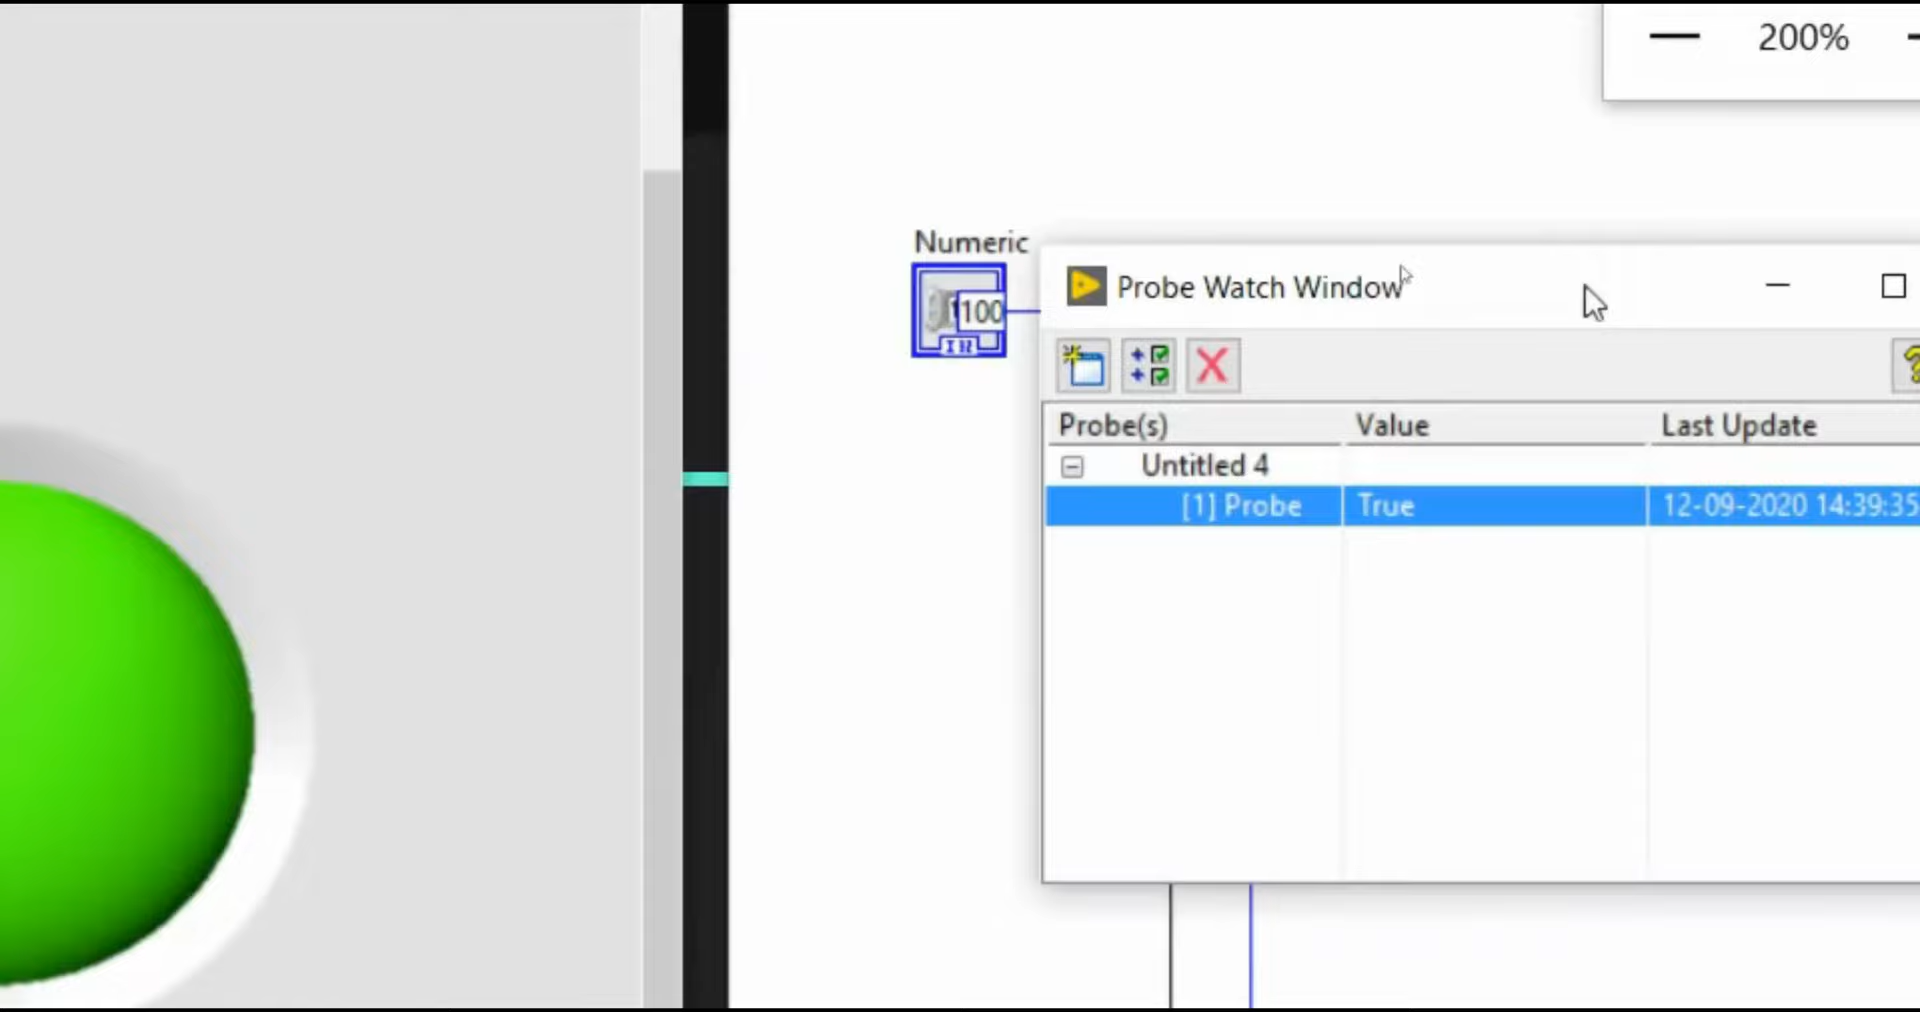 200%
Numeric
100
I32
Probe Watch Window
Probe(s) Value Last Update
Untitled 4
[1] Probe True 12-09-2020 14:39:35